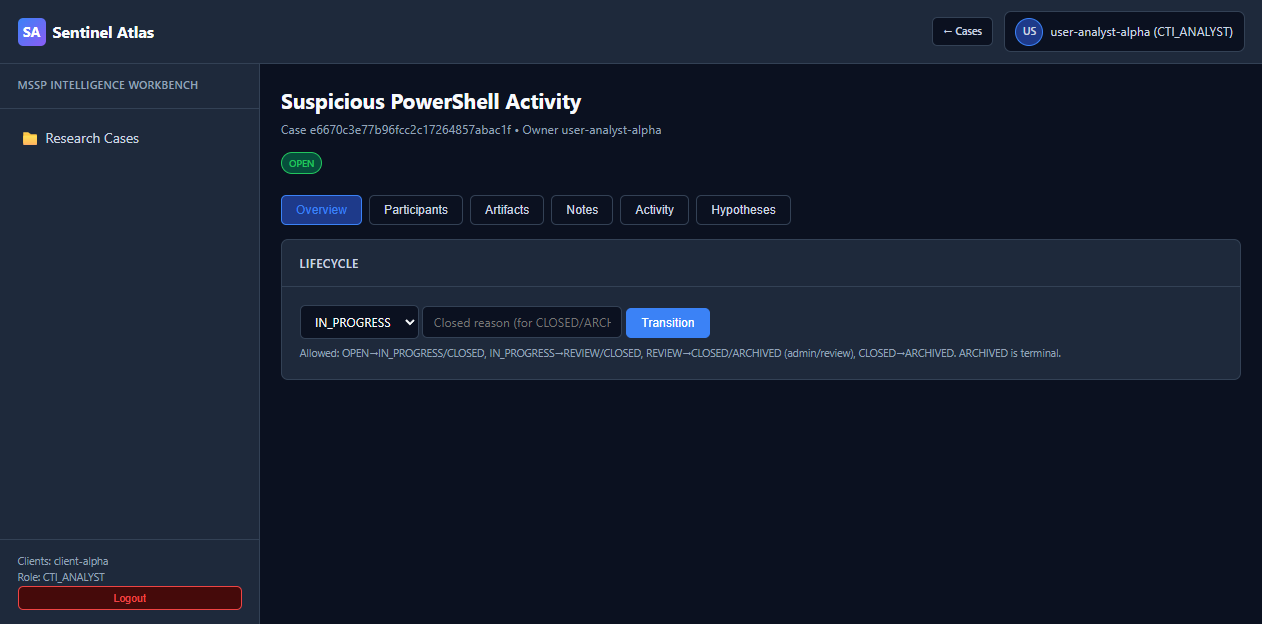 SA Sentinel Atlas
← Cases
US user-analyst-alpha (CTI_ANALYST)
MSSP INTELLIGENCE WORKBENCH
Research Cases
Suspicious PowerShell Activity
Case e6670c3e77b96fcc2c17264857abac1f • Owner user-analyst-alpha
OPEN
Overview Participants Artifacts Notes Activity Hypotheses
LIFECYCLE
IN_PROGRESS Closed reason (for CLOSED/ARCH Transition
Allowed: OPEN→IN_PROGRESS/CLOSED, IN_PROGRESS→REVIEW/CLOSED, REVIEW→CLOSED/ARCHIVED (admin/review), CLOSED→ARCHIVED. ARCHIVED is terminal.
Clients: client-alpha
Role: CTI_ANALYST
Logout